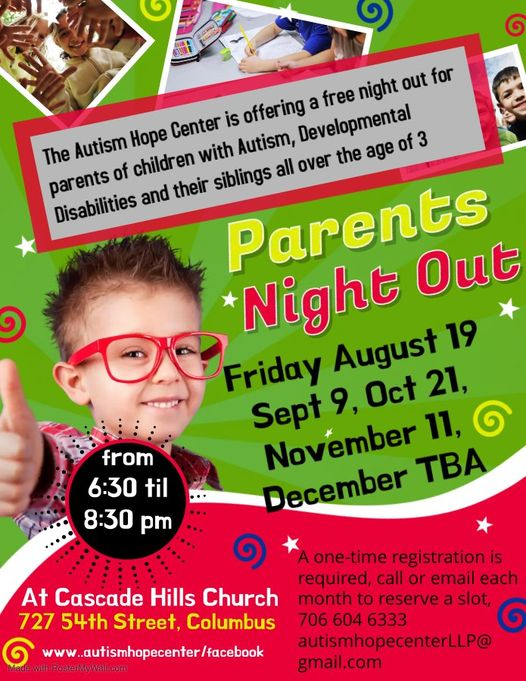 The Autism Hope Center is offering a free night out for
parents of children with Autism, Developmental
Disabilities and their siblings all over the age of 3
Parents
Night Out
Friday August 19
Sept 9, Oct 21,
November 11,
December TBA
from
6:30 til
8:30 pm
At Cascade Hills Church
727 54th Street, Columbus
www..autismhopecenter/facebook
A one-time registration is
required, call or email each
month to reserve a slot,
706 604 6333
autismhopecenterLLP@
gmail.com
Made with PosterMyWall.com